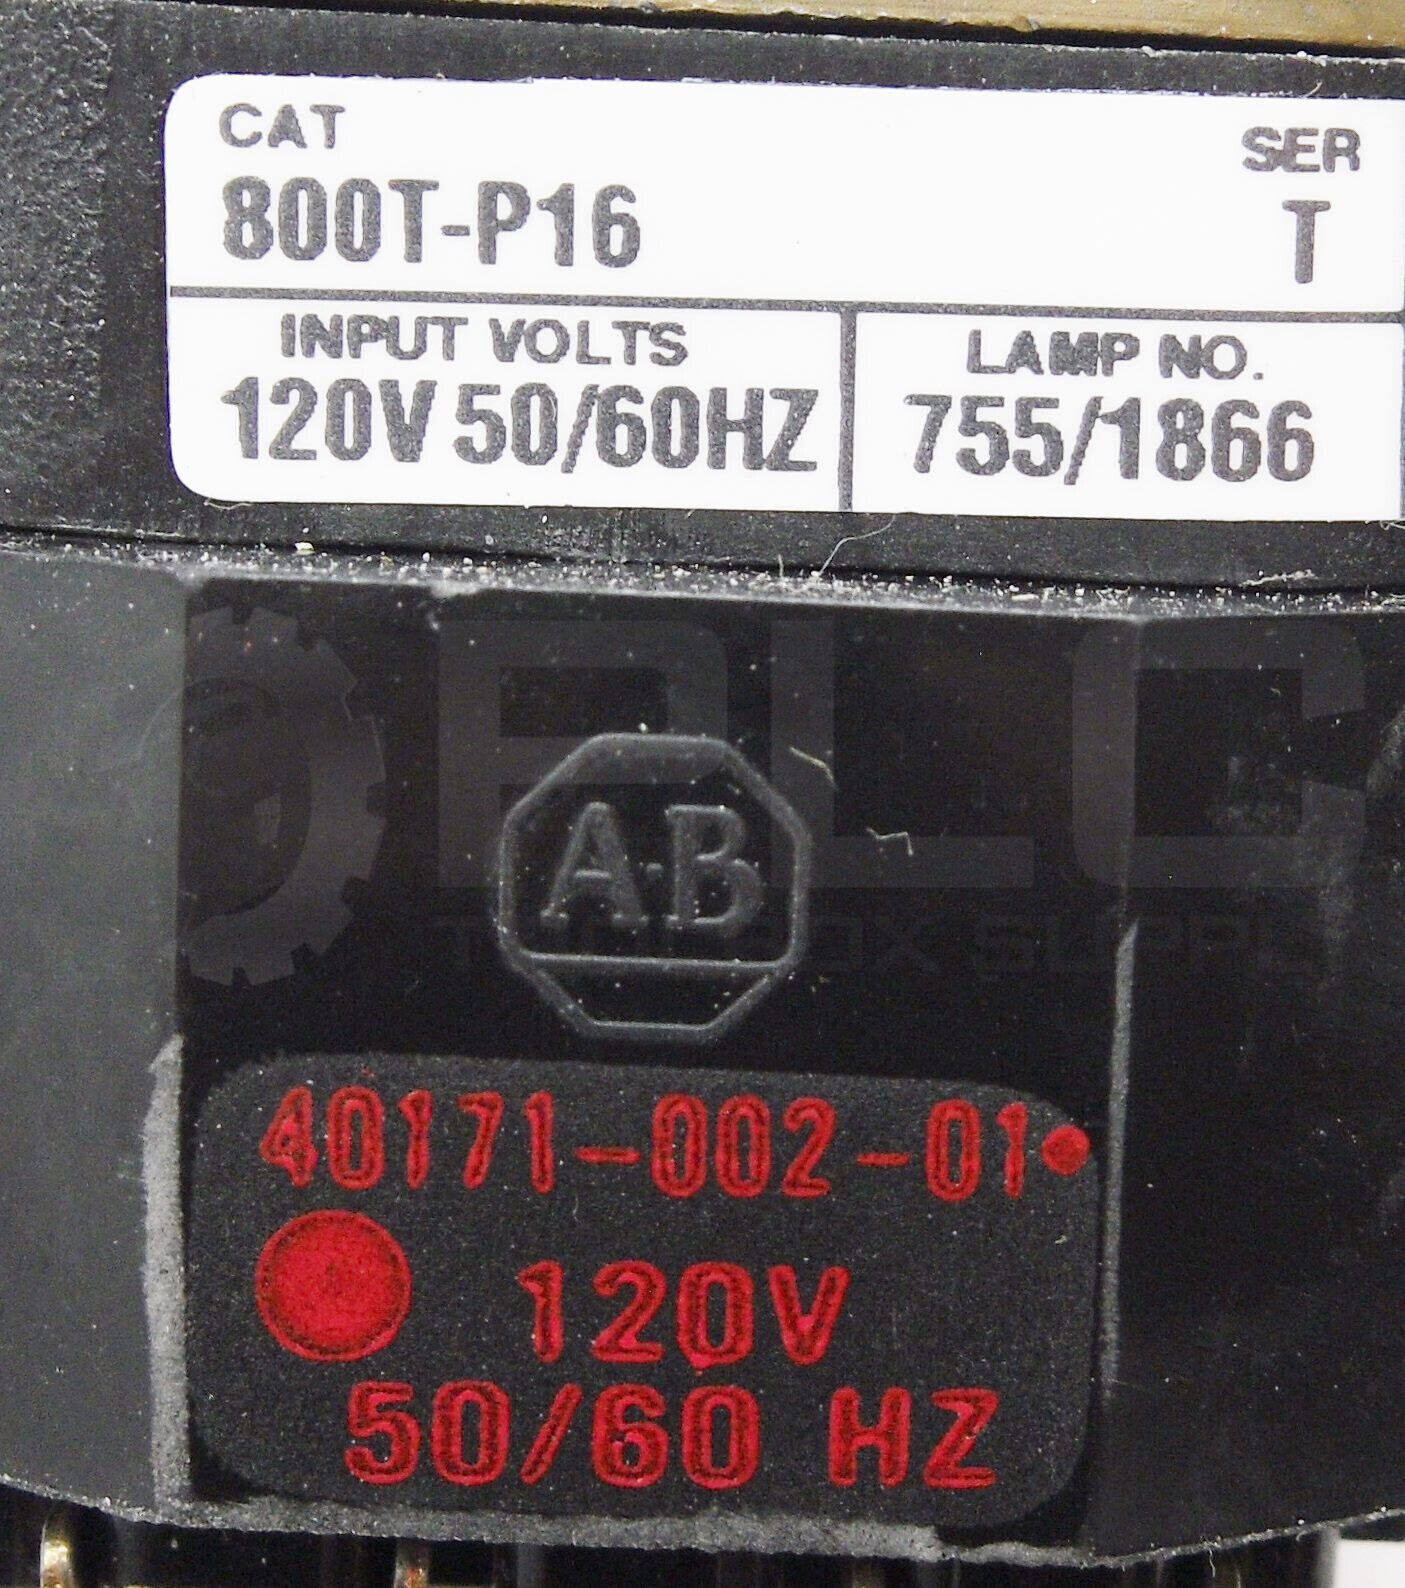 CAT
SER
800T-P16
T
INPUT VOLTS
LAMP NO.
120V 50/60HZ
755/1866
PLC
A-B
40171-002-01
120V
50/60 HZ